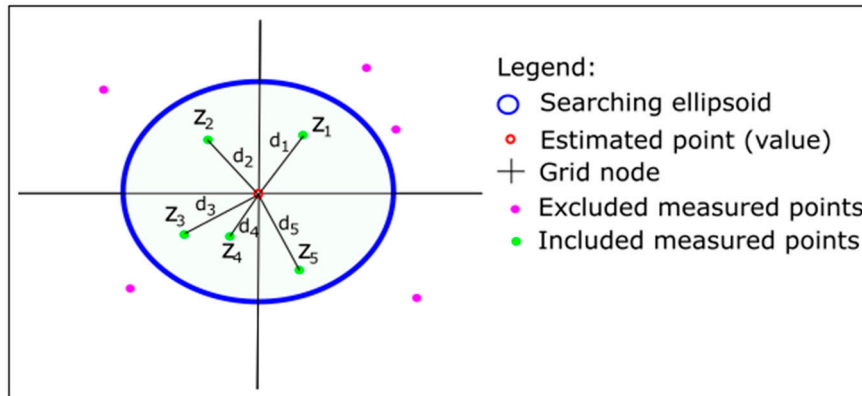 Legend:
Searching ellipsoid
Estimated point (value)
Grid node
Excluded measured points
Included measured points
Z1
Z2
d1
d2
d3
Z3
d4
Z4
d5
Z5